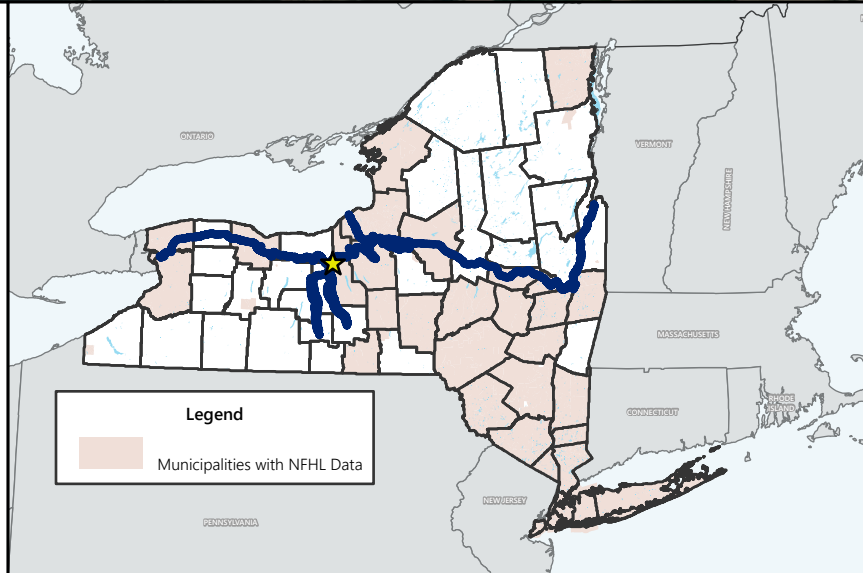 ONTARIO
VERMONT
NEW HAMPSHIRE
MASSACHUSETTS
RHODE
ISLAND
CONNECTICUT
Legend
Municipalities with NFHL Data
NEW JERSEY
PENNSYLVANIA